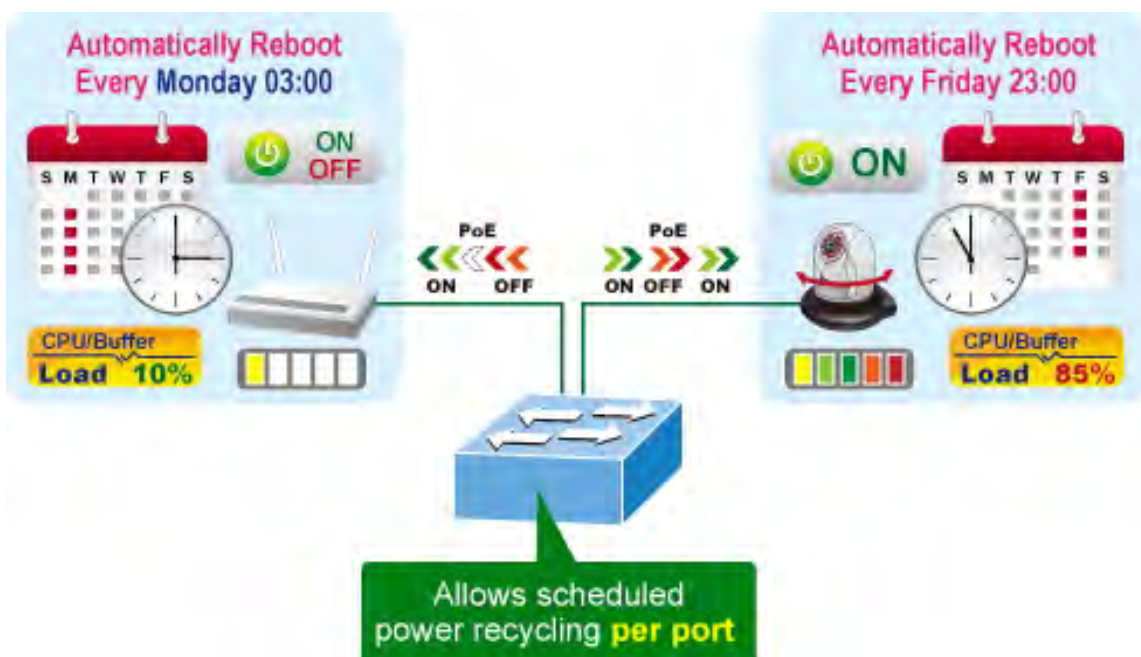 Automatically Reboot
Every Monday 03:00
S M T W T F S
ON
OFF
CPU/Buffer
Load 10%
PoE
ON OFF
PoE
ON OFF ON
Automatically Reboot
Every Friday 23:00
ON
S M T W T F S
CPU/Buffer
Load 85%
Allows scheduled
power recycling per port